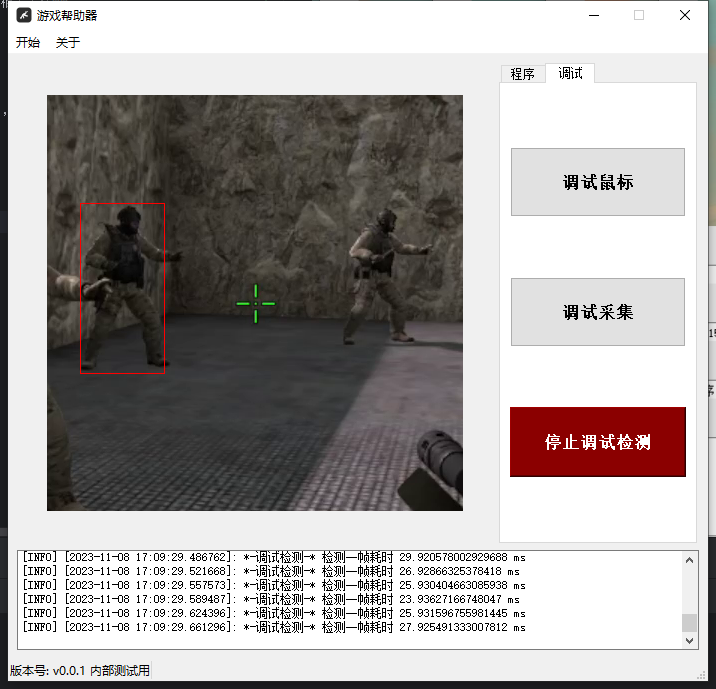 游戏帮助器
开始 关于
程序 调试
调试鼠标
调试采集
停止调试检测
[INFO] [2023-11-08 17:09:29.486762]: *-调试检测-* 检测一帧耗时 29.920578002929688 ms
[INFO] [2023-11-08 17:09:29.521668]: *-调试检测-* 检测一帧耗时 26.92866325378418 ms
[INFO] [2023-11-08 17:09:29.557573]: *-调试检测-* 检测一帧耗时 25.930404663085938 ms
[INFO] [2023-11-08 17:09:29.589487]: *-调试检测-* 检测一帧耗时 23.93627166748047 ms
[INFO] [2023-11-08 17:09:29.624396]: *-调试检测-* 检测一帧耗时 25.931596755981445 ms
[INFO] [2023-11-08 17:09:29.661296]: *-调试检测-* 检测一帧耗时 27.925491333007812 ms
版本号: v0.0.1 内部测试用